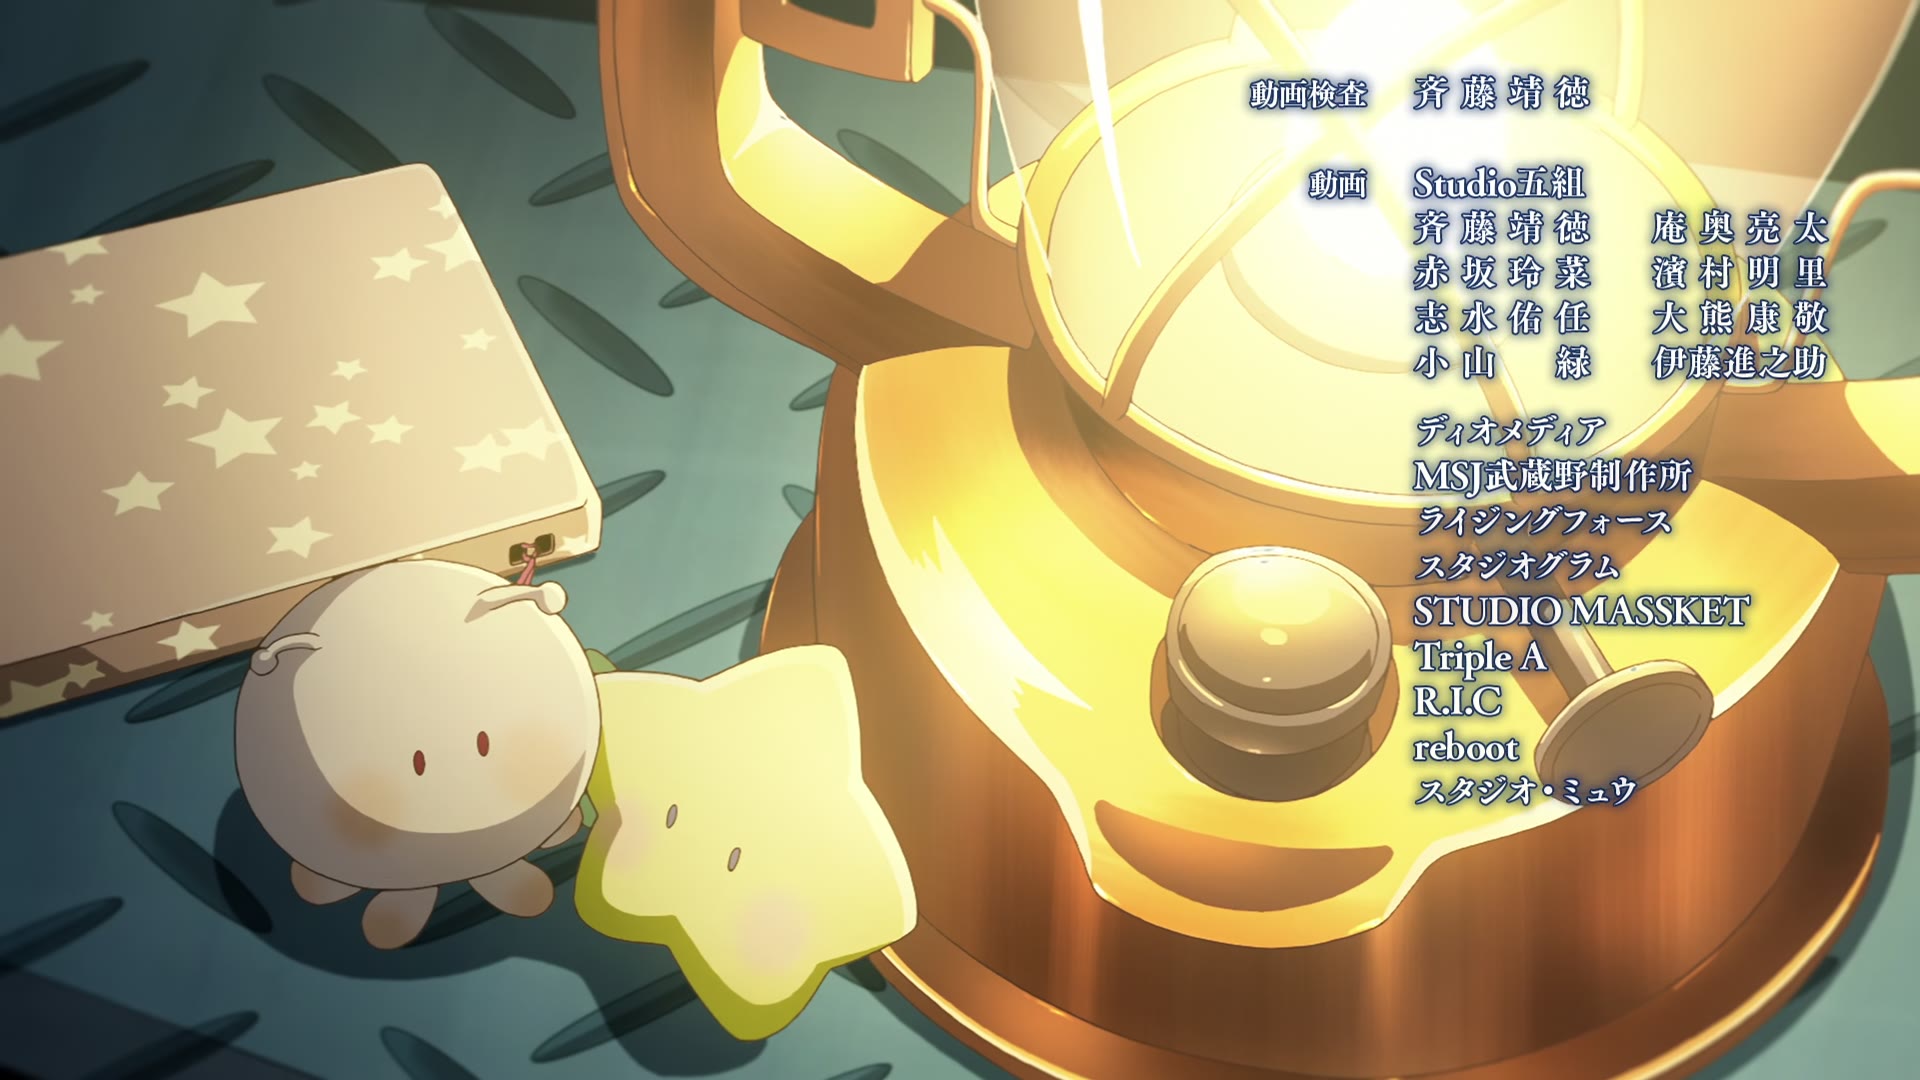 動画検査 斉藤靖徳
動画 Studio五組
斉藤靖徳 庵奥亮太
赤坂玲菜 濱村明里
志水佑任 大熊康敬
小山緑 伊藤進之助
ディオメディア
MSJ武蔵野制作所
ライジングフォース
スタジオグラム
STUDIO MASSKET
Triple A
R.I.C
reboot
スタジオ・ミュウ